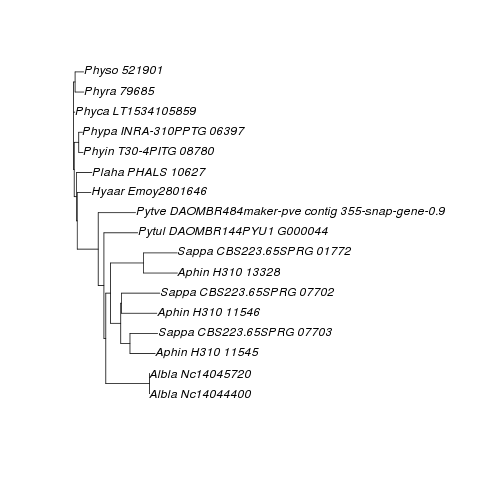 Physo 521901
Phyra 79685
Phyca LT1534105859
Phypa INRA-310PPTG 06397
Phyin T30-4PITG 08780
Plaha PHALS 10627
Hyaar Emoy2801646
Pytve DAOMBR484maker-pve contig 355-snap-gene-0.9
Pytul DAOMBR144PYU1 G000044
Sappa CBS223.65SPRG 01772
Aphin H310 13328
Sappa CBS223.65SPRG 07702
Aphin H310 11546
Sappa CBS223.65SPRG 07703
Aphin H310 11545
Albla Nc14045720
Albla Nc14044400